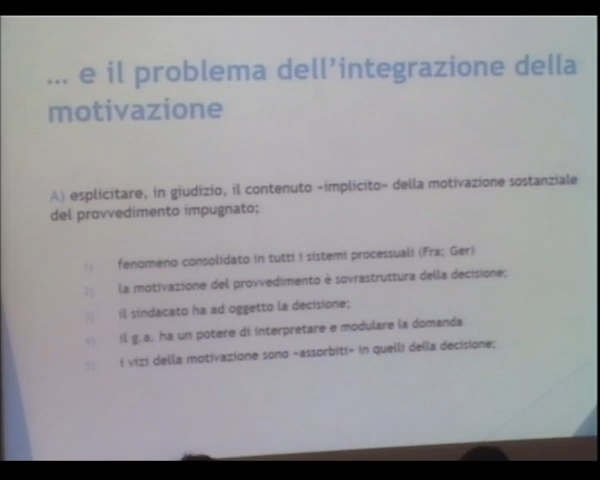 ... e il problema dell'integrazione della
motivazione
A) esplicitare, in giudizio, il contenuto «implicito» della motivazione sostanziale
del provvedimento impugnato;
1) fenomeno consolidato in tutti i sistemi processuali (Fra; Ger)
2) la motivazione del provvedimento è sovrastruttura della decisione;
3) il sindacato ha ad oggetto la decisione;
4) il g.a. ha un potere di interpretare e modulare la domanda
5) i vizi della motivazione sono «assorbiti» in quelli della decisione;